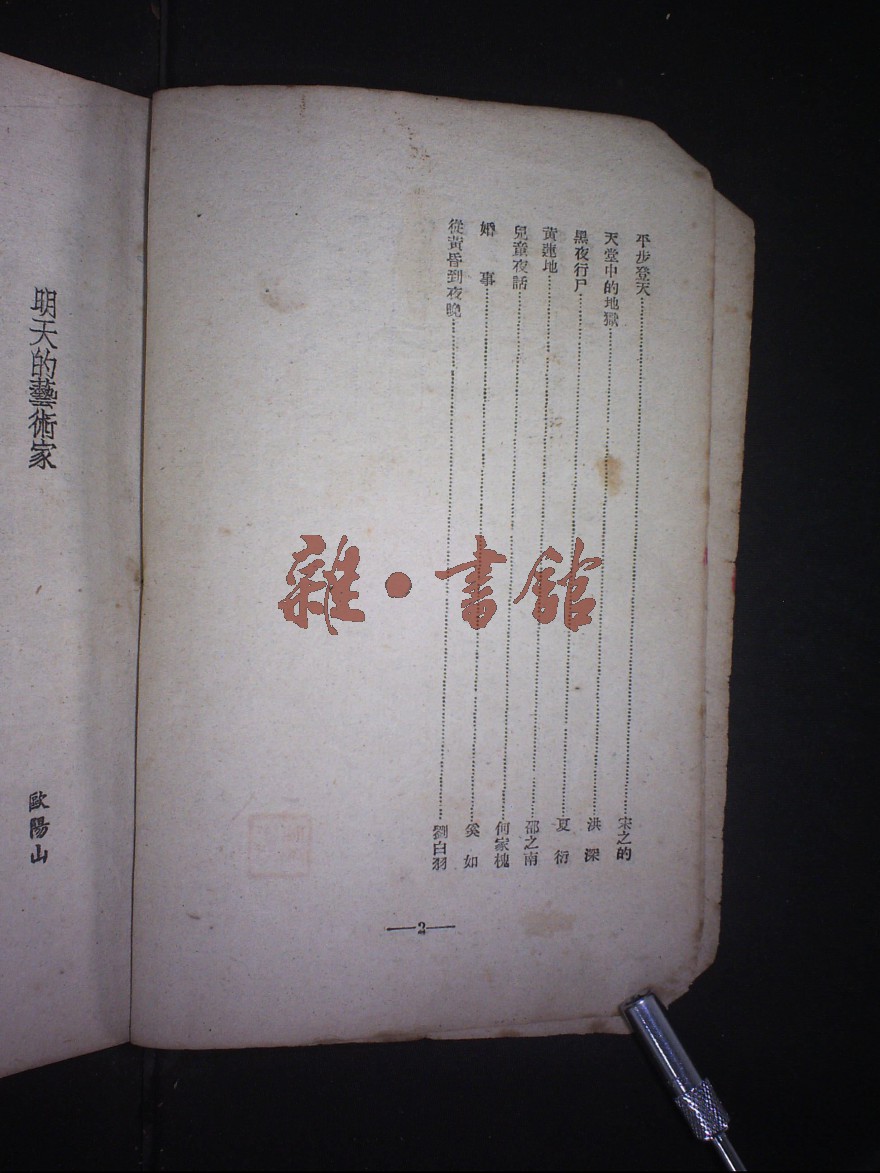 平步登天……宋之的
天堂中的地獄……洪 深
黑夜行尸……夏 衍
黃蓮地……邵之南
兒童夜話……何家槐
婚 事……奚 如
從黃昏到夜晚……劉白羽
—2—
明天的藝術家
歐陽山
雜·書館